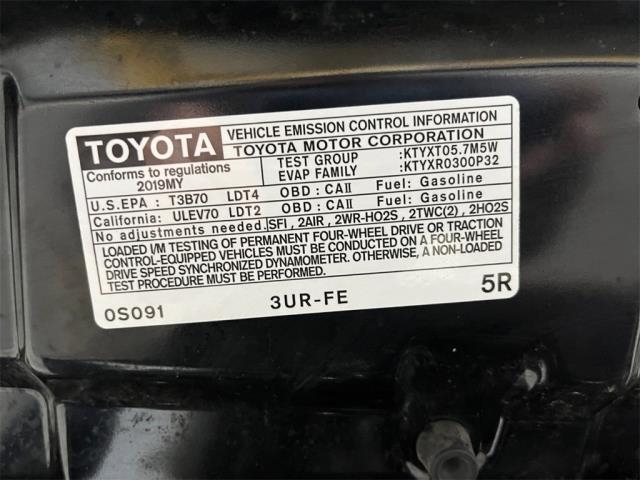 TOYOTA
VEHICLE EMISSION CONTROL INFORMATION
TOYOTA MOTOR CORPORATION
Conforms to regulations
2019MY
TEST GROUP :KTYXT05.7M5W
EVAP FAMILY :KTYXR0300P32
U.S.EPA : T3B70 LDT4 OBD : CAII Fuel: Gasoline
California: ULEV70 LDT2 OBD : CAII Fuel: Gasoline
No adjustments needed. SFI , 2AIR , 2WR-HO2S , 2TWC(2) , 2HO2S
LOADED VM TESTING OF PERMANENT FOUR-WHEEL DRIVE OR TRACTION
CONTROL-EQUIPPED VEHICLES MUST BE CONDUCTED ON A FOUR-WHEEL
DRIVE SPEED SYNCHRONIZED DYNAMOMETER. OTHERWISE, A NON-LOADED
TEST PROCEDURE MUST BE PERFORMED.
0S091 3UR-FE 5R